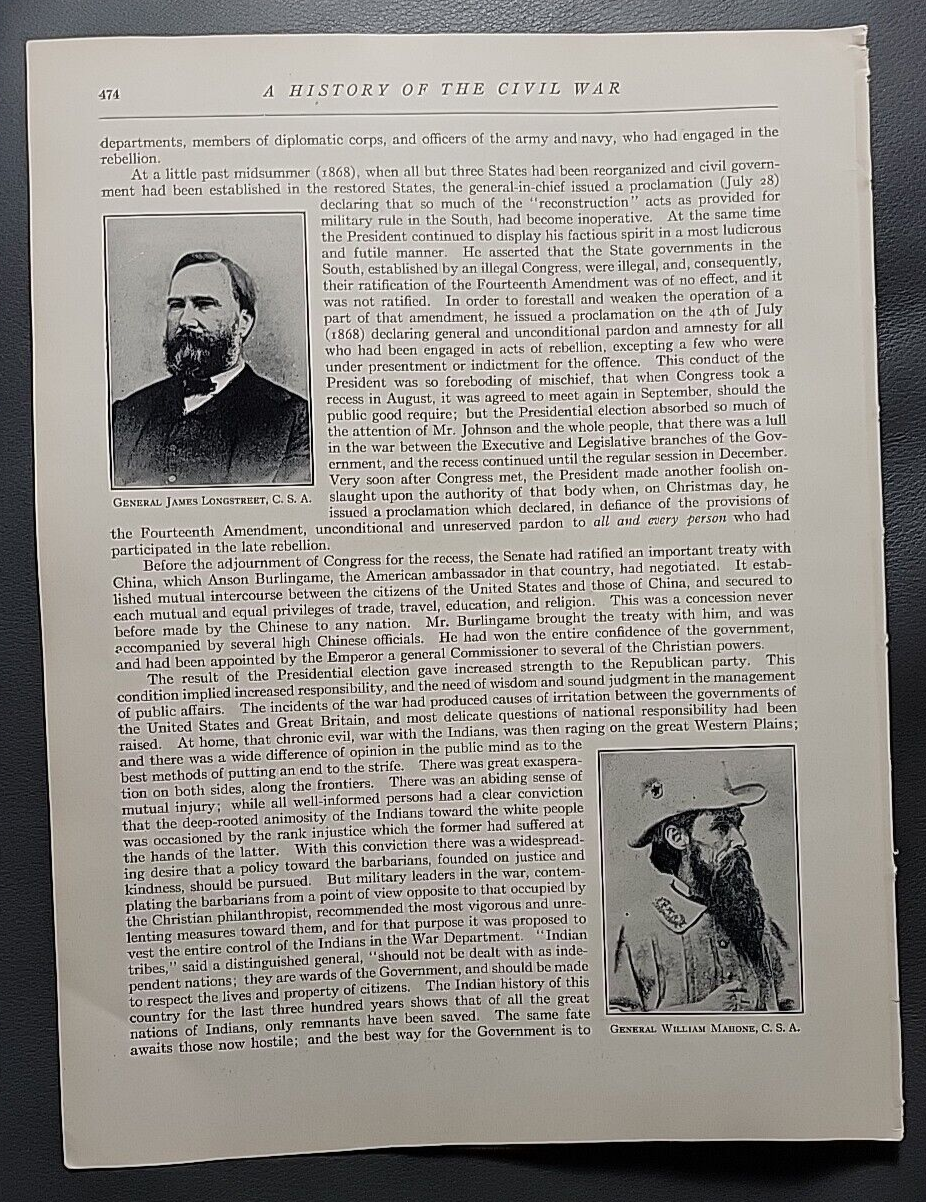 474
A HISTORY OF THE CIVIL WAR
departments, members of diplomatic corps, and officers of the army and navy, who had engaged in the
rebellion.
At a little past midsummer (1868), when all but three States had been reorganized and civil govern-
ment had been established in the restored States, the general-in-chief issued a proclamation (July 28)
declaring that so much of the "reconstruction" acts as provided for
military rule in the South, had become inoperative. At the same time
the President continued to display his factious spirit in a most ludicrous
and futile manner. He asserted that the State governments in the
South, established by an illegal Congress, were illegal, and, consequently,
their ratification of the Fourteenth Amendment was of no effect, and it
was not ratified. In order to forestall and weaken the operation of a
part of that amendment, he issued a proclamation on the 4th of July
(1868) declaring general and unconditional pardon and amnesty for all
who had been engaged in acts of rebellion, excepting a few who were
under presentment or indictment for the offence. This conduct of the
President was so foreboding of mischief, that when Congress took a
recess in August, it was agreed to meet again in September, should the
public good require; but the Presidential election absorbed so much of
the attention of Mr. Johnson and the whole people, that there was a lull
in the war between the Executive and Legislative branches of the Gov-
ernment, and the recess continued until the regular session in December.
Very soon after Congress met, the President made another foolish on-
slaught upon the authority of that body when, on Christmas day, he
issued a proclamation which declared, in defiance of the provisions of
GENERAL JAMES LONGSTREET, C. S. A.
the Fourteenth Amendment, unconditional and unreserved pardon to all and every person who had
participated in the late rebellion.
Before the adjournment of Congress for the recess, the Senate had ratified an important treaty with
China, which Anson Burlingame, the American ambassador in that country, had negotiated. It estab-
lished mutual intercourse between the citizens of the United States and those of China, and secured to
each mutual and equal privileges of trade, travel, education, and religion. This was a concession never
before made by the Chinese to any nation. Mr. Burlingame brought the treaty with him, and was
accompanied by several high Chinese officials. He had won the entire confidence of the government,
and had been appointed by the Emperor a general Commissioner to several of the Christian powers.
The result of the Presidential election gave increased strength to the Republican party. This
condition implied increased responsibility, and the need of wisdom and sound judgment in the management
of public affairs. The incidents of the war had produced causes of irritation between the governments of
the United States and Great Britain, and most delicate questions of national responsibility had been
raised. At home, that chronic evil, war with the Indians, was then raging on the great Western Plains;
and there was a wide difference of opinion in the public mind as to the
best methods of putting an end to the strife. There was great exaspera-
tion on both sides, along the frontiers. There was an abiding sense of
mutual injury; while all well-informed persons had a clear conviction
that the deep-rooted animosity of the Indians toward the white people
was occasioned by the rank injustice which the former had suffered at
the hands of the latter. With this conviction there was a widespread-
ing desire that a policy toward the barbarians, founded on justice and
kindness, should be pursued. But military leaders in the war, contem-
plating the barbarians from a point of view opposite to that occupied by
the Christian philanthropist, recommended the most vigorous and unre-
lenting measures toward them, and for that purpose it was proposed to
vest the entire control of the Indians in the War Department. "Indian
tribes," said a distinguished general, "should not be dealt with as inde-
pendent nations; they are wards of the Government, and should be made
to respect the lives and property of citizens. The Indian history of this
country for the last three hundred years shows that of all the great
nations of Indians, only remnants have been saved. The same fate
awaits those now hostile; and the best way for the Government is to
GENERAL WILLIAM MAHONE, C. S. A.